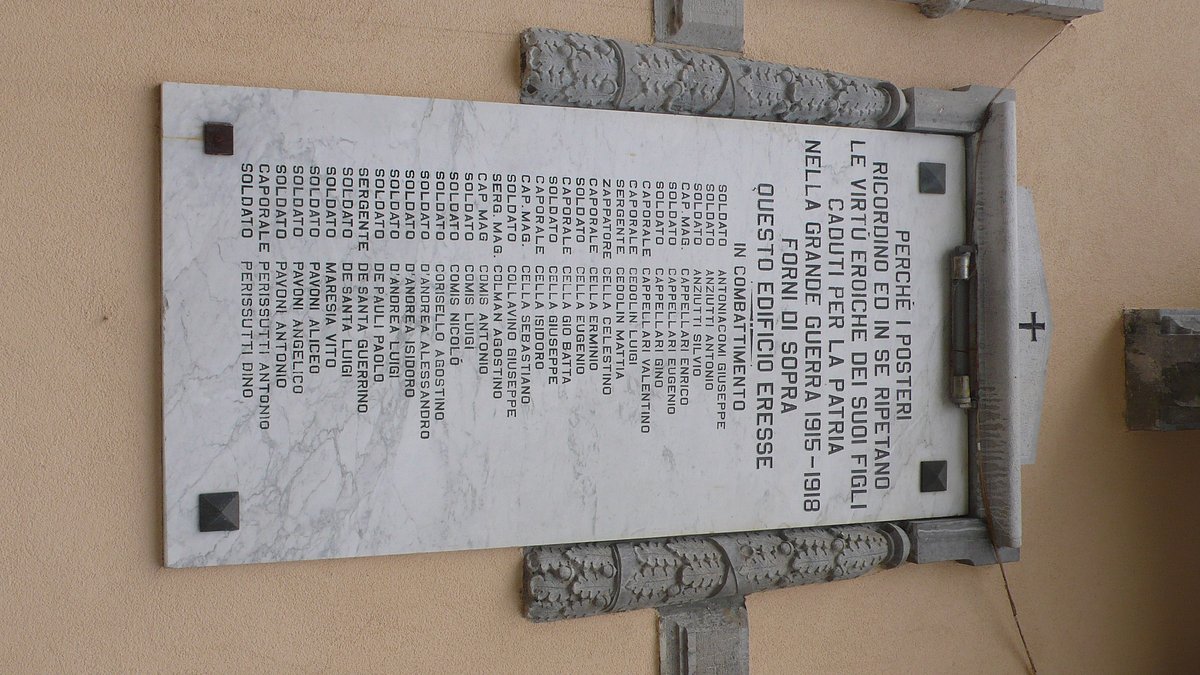 PERCHÈ I POSTERI
RICORDINO ED IN SE RIPETANO
LE VIRTÙ EROICHE DEI SUOI FIGLI
CADUTI PER LA PATRIA
NELLA GRANDE GUERRA 1915-1918
FORNI DI SOPRA
QUESTO EDIFICIO ERESSE
IN COMBATTIMENTO
SOLDATO ANTONIACOMI GIUSEPPE
SOLDATO ANZIUTTI ANTONIO
SOLDATO ANZIUTTI SILVIO
CAP.MAG. CAPPELLARI ENRICO
SOLDATO CAPPELLARI EUGENIO
SOLDATO CAPPELLARI GINO
CAPORALE CAPPELLARI VALENTINO
CAPORALE CEDOLIN LUIGI
SERGENTE CEDOLIN MATTIA
ZAPPATORE CELLA CELESTINO
CAPORALE CELLA ERMINIO
SOLDATO CELLA EUGENIO
CAPORALE CELLA GIO BATTA
SOLDATO CELLA GIUSEPPE
CAPORALE CELLA ISIDORO
CAP.MAG. CELLA SEBASTIANO
SOLDATO COLLAVINO GIUSEPPE
SERG.MAG. COLMAN AGOSTINO
CAP.MAG COMIS ANTONIO
SOLDATO COMIS LUIGI
SOLDATO COMIS NICOLÒ
SOLDATO CORISELLO AGOSTINO
SOLDATO D'ANDREA ALESSANDRO
SOLDATO D'ANDREA ISIDORO
SOLDATO D'ANDREA LUIGI
SOLDATO DE PAULI PAOLO
SERGENTE DE SANTA GUERRINO
SOLDATO DE SANTA LUIGI
SOLDATO MARESIA VITO
SOLDATO PAVONI ALICEO
SOLDATO PAVONI ANGELICO
SOLDATO PAVONI ANTONIO
CAPORALE PERISSUTTI ANTONIO
SOLDATO PERISSUTTI DINO